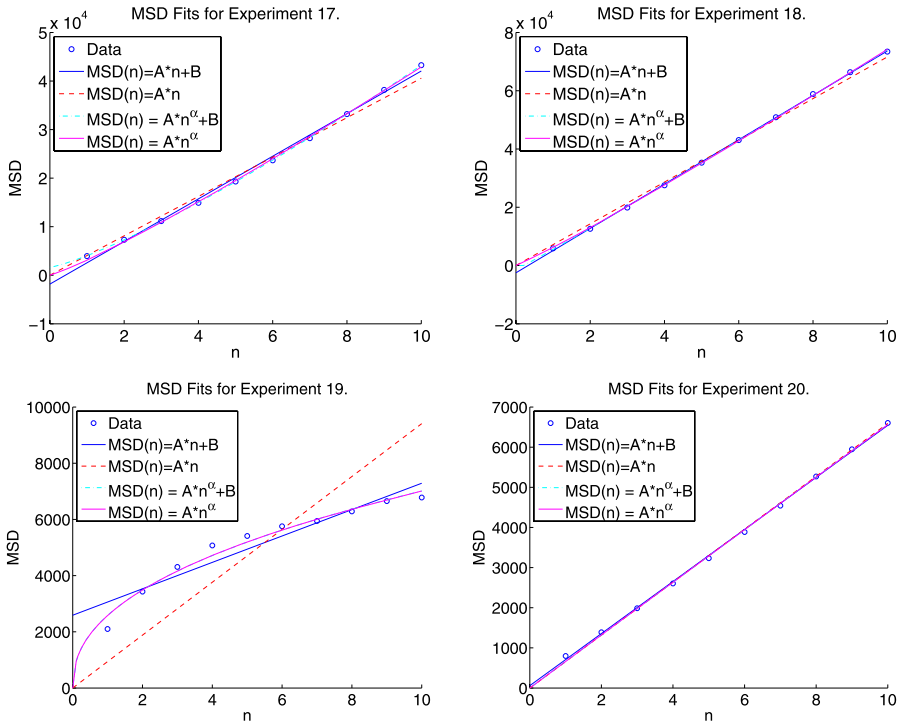 MSD Fits for Experiment 17.
5 x 10^4
Data
MSD(n)=A*n+B
MSD(n)=A*n
MSD(n) = A*n^α+B
MSD(n) = A*n^α
4
3
2
1
0
−1
MSD
0 2 4 6 8 10
n
MSD Fits for Experiment 18.
8 x 10^4
Data
MSD(n)=A*n+B
MSD(n)=A*n
MSD(n) = A*n^α+B
MSD(n) = A*n^α
6
4
2
0
−2
MSD
0 2 4 6 8 10
n
MSD Fits for Experiment 19.
10000
Data
MSD(n)=A*n+B
MSD(n)=A*n
MSD(n) = A*n^α+B
MSD(n) = A*n^α
8000
6000
4000
2000
0
MSD
0 2 4 6 8 10
n
MSD Fits for Experiment 20.
7000
Data
MSD(n)=A*n+B
MSD(n)=A*n
MSD(n) = A*n^α+B
MSD(n) = A*n^α
6000
5000
4000
3000
2000
1000
0
MSD
0 2 4 6 8 10
n